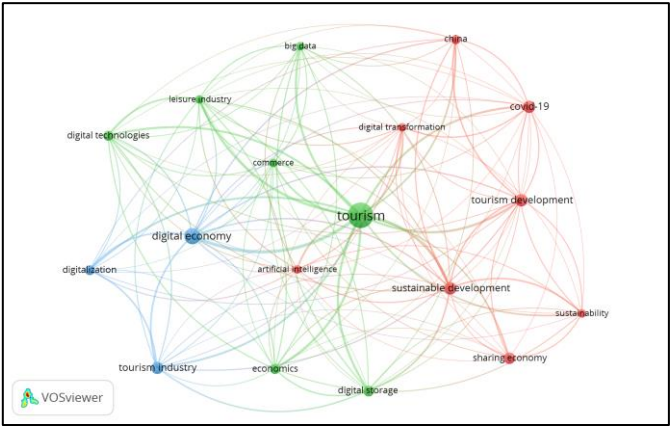 china
big data
leisure industry
covid-19
digital transformation
digital technologies
commerce
tourism development
tourism
digital economy
artificial intelligence
digitalization
sustainable development
sustainability
sharing economy
tourism industry
economics
digital storage
VOSviewer